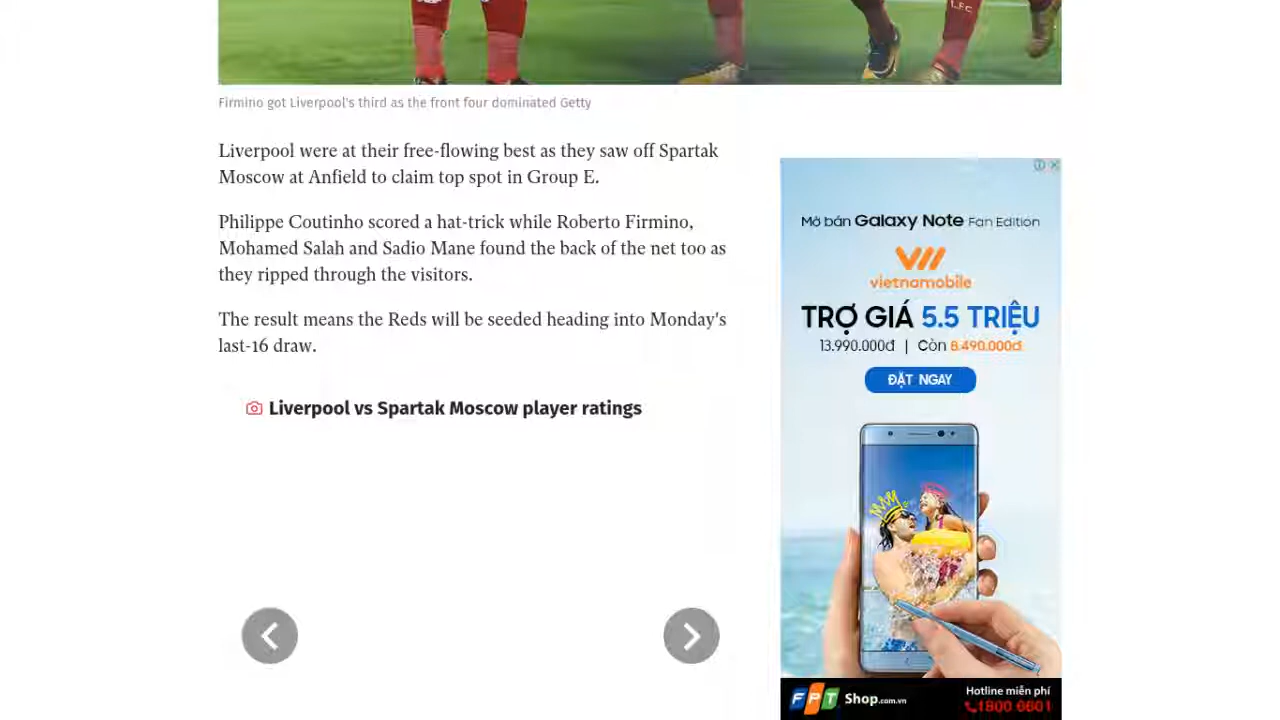 L.F.C
Firmino got Liverpool's third as the front four dominated Getty
Liverpool were at their free-flowing best as they saw off Spartak
Moscow at Anfield to claim top spot in Group E.
Philippe Coutinho scored a hat-trick while Roberto Firmino,
Mohamed Salah and Sadio Mane found the back of the net too as
they ripped through the visitors.
The result means the Reds will be seeded heading into Monday's
last-16 draw.
Liverpool vs Spartak Moscow player ratings
Mở bán Galaxy Note Fan Edition
vietnamobile
TRỢ GIÁ 5.5 TRIỆU
13.990.000đ | Còn 8.490.000đ
ĐẶT NGAY
FPT Shop.com.vn
Hotline miễn phí
1800 6601